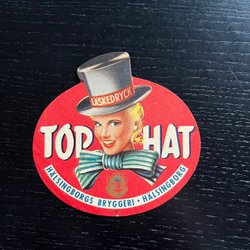 LÄSKEDRYCK
TOP HAT
HÄLSINGBORGS BRYGGERI • HÄLSINGBORG